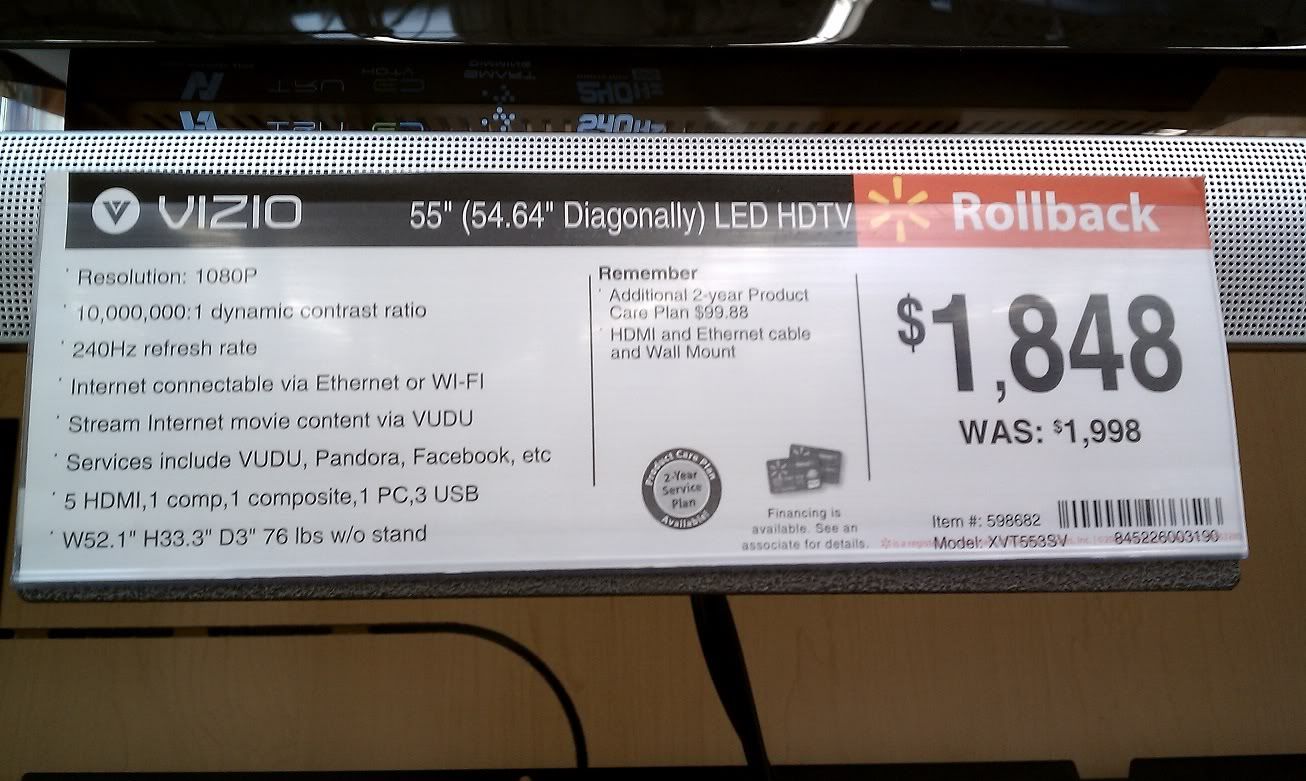 VIZIO 55" (54.64" Diagonally) LED HDTV Rollback
Resolution: 1080P
10,000,000:1 dynamic contrast ratio
240Hz refresh rate
Internet connectable via Ethernet or WI-FI
Stream Internet movie content via VUDU
Services include VUDU, Pandora, Facebook, etc
5 HDMI,1 comp,1 composite,1 PC,3 USB
W52.1" H33.3" D3" 76 lbs w/o stand
Remember
Additional 2-year Product
Care Plan $99.88
HDMI and Ethernet cable
and Wall Mount
Product Care Plan
2-Year
Service
Plan
Available!
Financing is
available. See an
associate for details.
$1,848
WAS: $1,998
Item #: 598682
Model: XVT553SV 845226003190